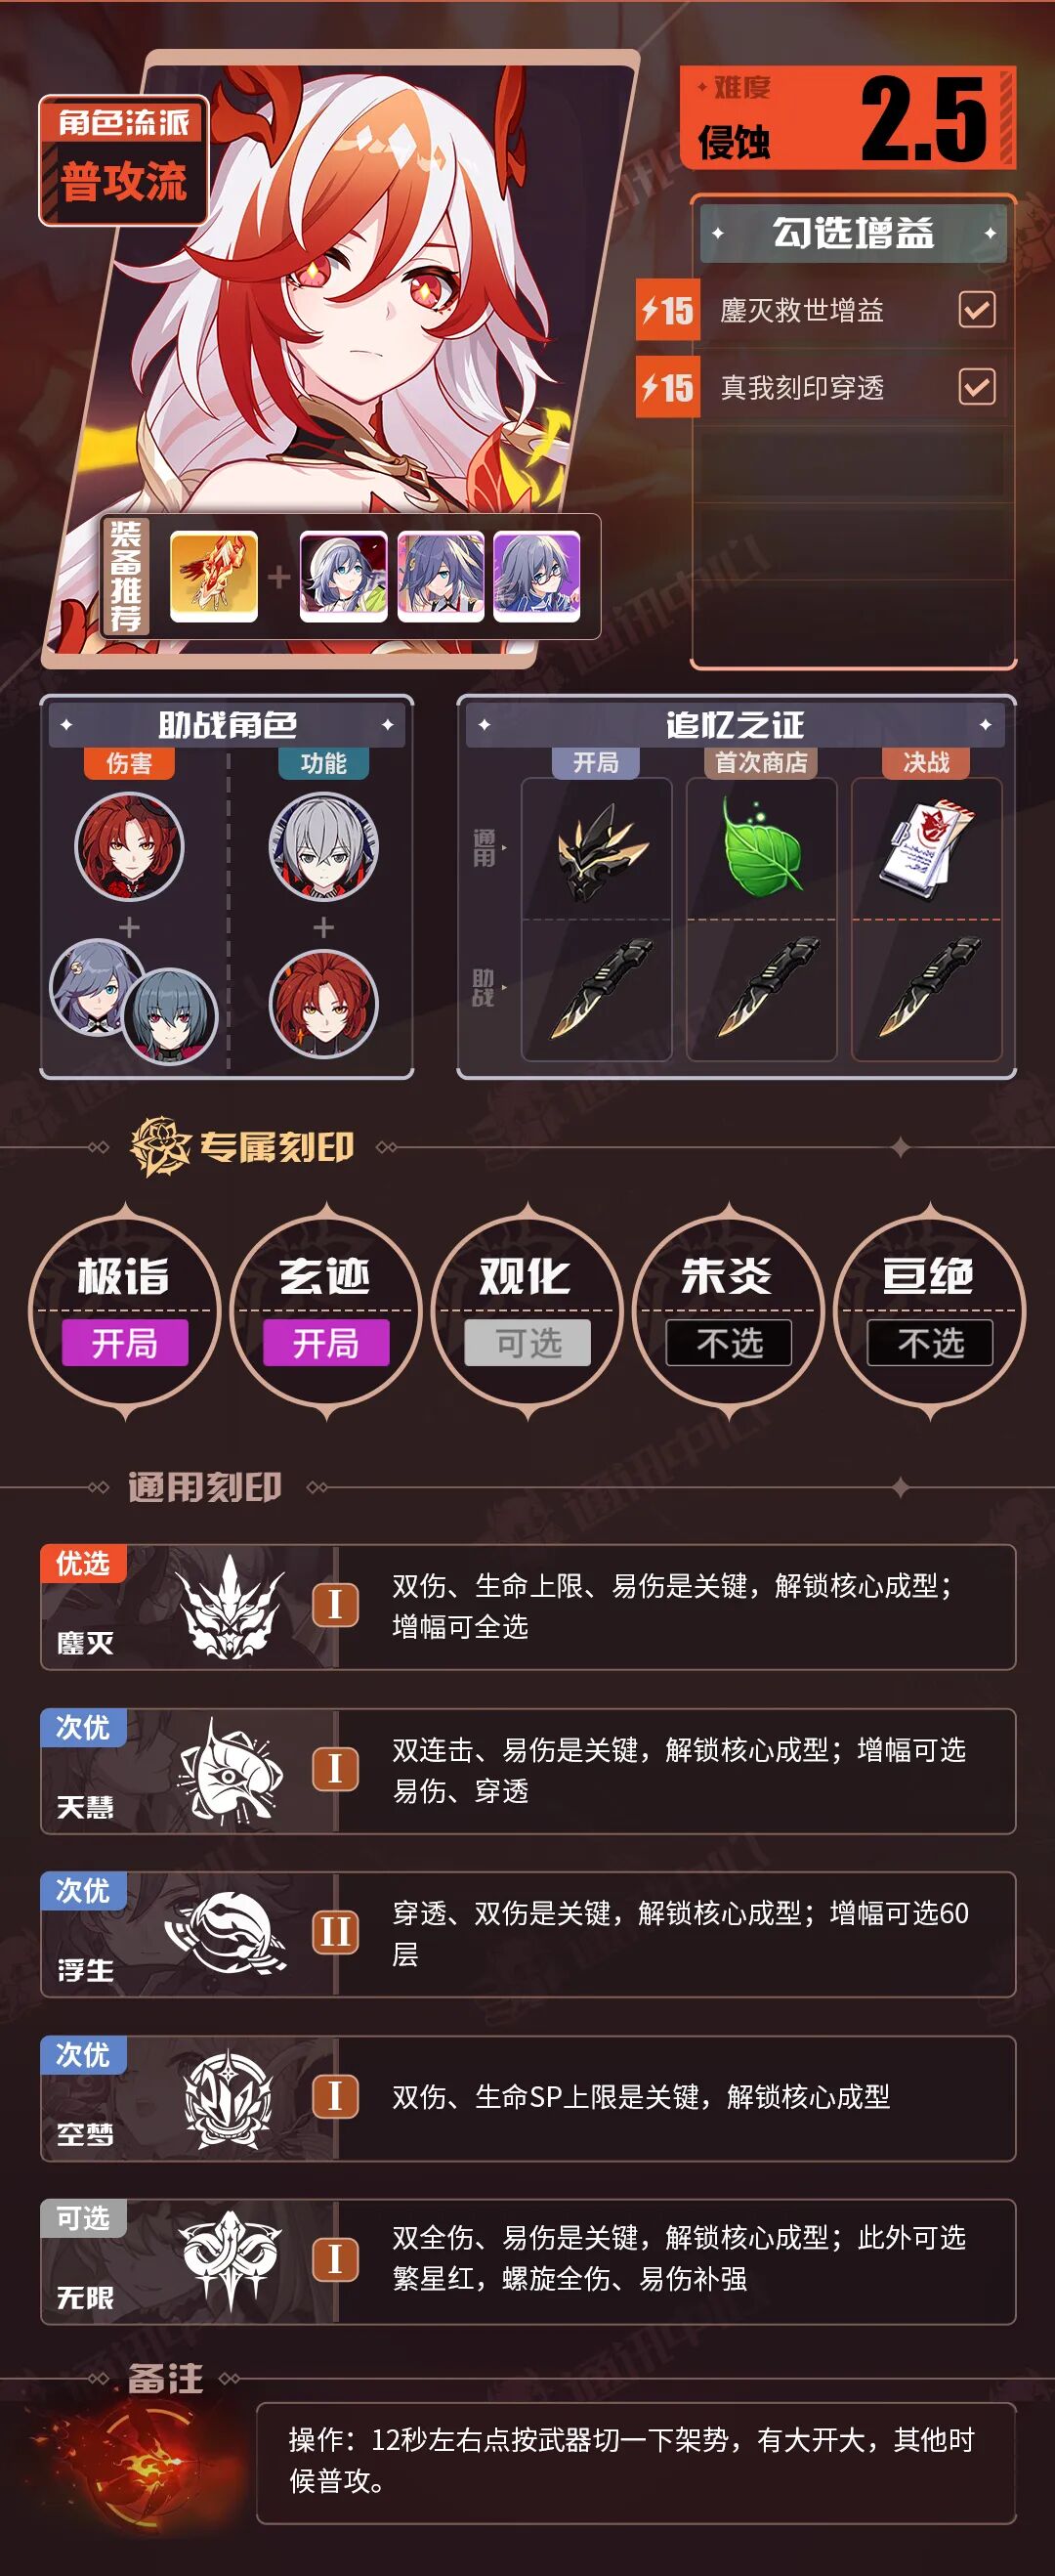 角色流派
普攻流
难度
侵蚀
2.5
勾选增益
15 鏖灭救世增益
15 真我刻印穿透
装备推荐
助战角色
伤害
功能
追忆之证
开局
首次商店
决战
通用
助战
专属刻印
极诣
开局
玄迹
开局
观化
可选
朱炎
不选
亘绝
不选
通用刻印
优选
鏖灭
I
双伤、生命上限、易伤是关键，解锁核心成型；
增幅可全选
次优
天慧
I
双连击、易伤是关键，解锁核心成型；增幅可选
易伤、穿透
次优
浮生
II
穿透、双伤是关键，解锁核心成型；增幅可选60
层
次优
空梦
I
双伤、生命SP上限是关键，解锁核心成型
可选
无限
I
双全伤、易伤是关键，解锁核心成型；此外可选
繁星红，螺旋全伤、易伤补强
备注
操作：12秒左右点按武器切一下架势，有大开大，其他时
候普攻。
通讯中心